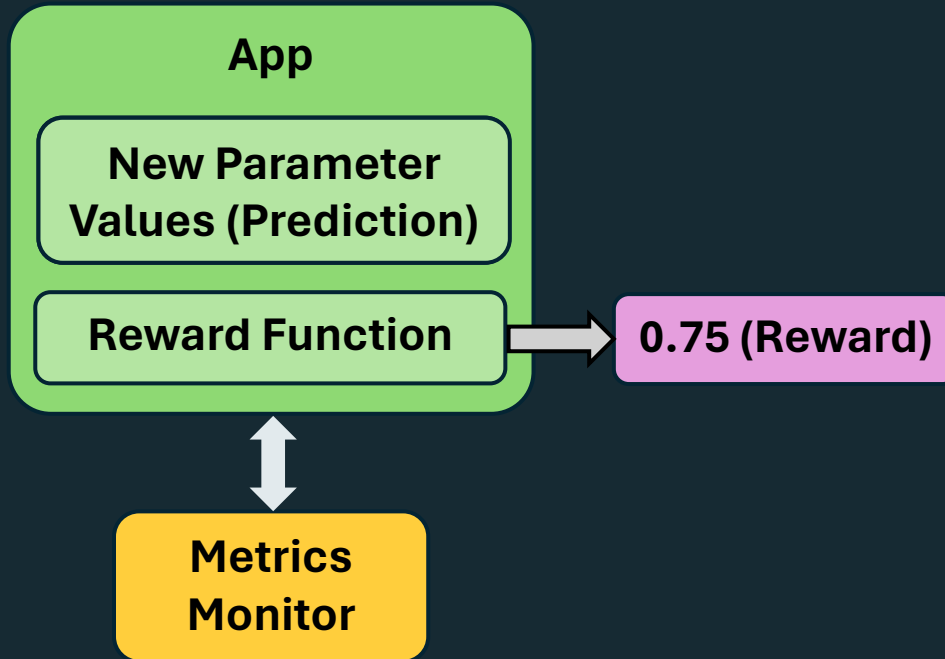 App
New Parameter
Values (Prediction)
Reward Function
0.75 (Reward)
Metrics
Monitor